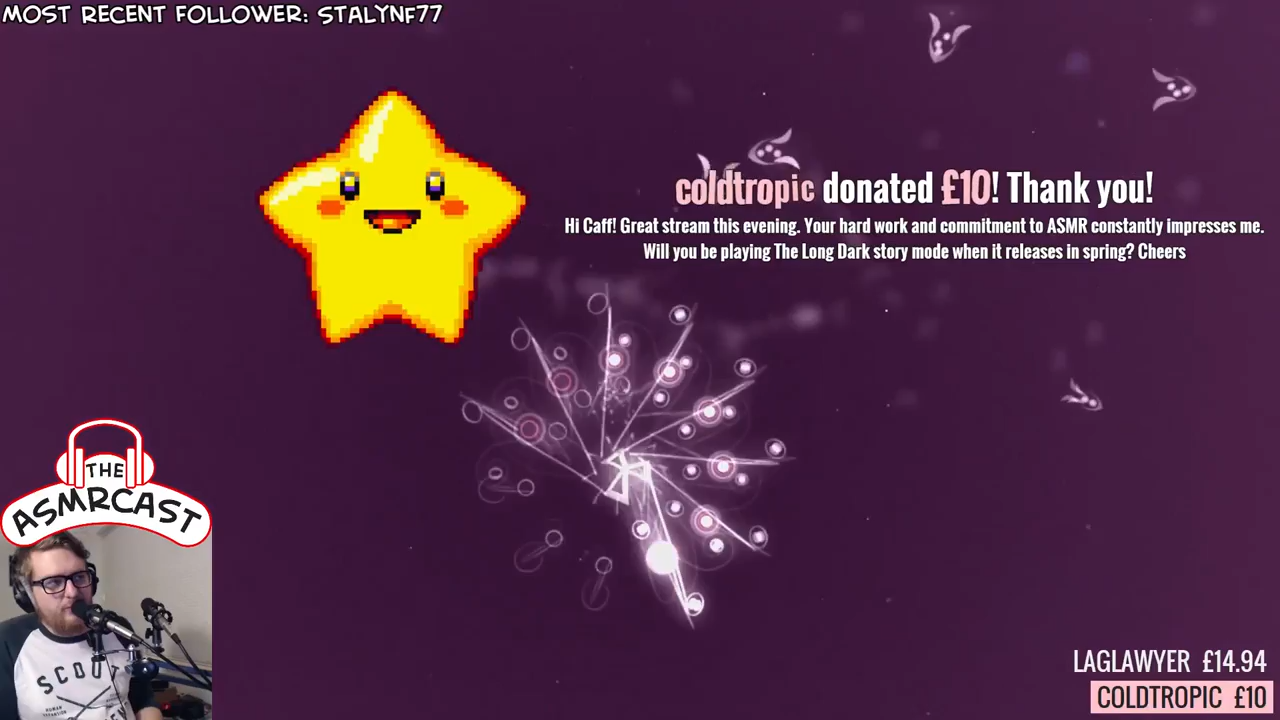 MOST RECENT FOLLOWER: STALYNF77
coldtropic donated £10! Thank you!
Hi Caff! Great stream this evening. Your hard work and commitment to ASMR constantly impresses me.
Will you be playing The Long Dark story mode when it releases in spring? Cheers
THE
ASMRCAST
SCOUT
LAGLAWYER £14.94
COLDTROPIC £10